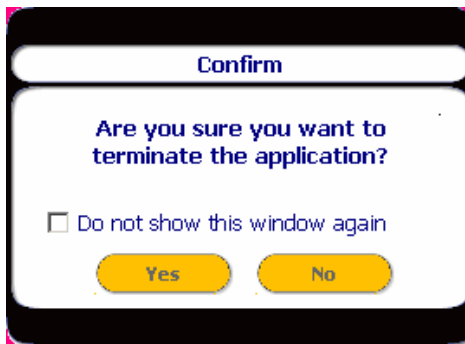 Confirm
Are you sure you want to
terminate the application?
Do not show this window again
Yes
No